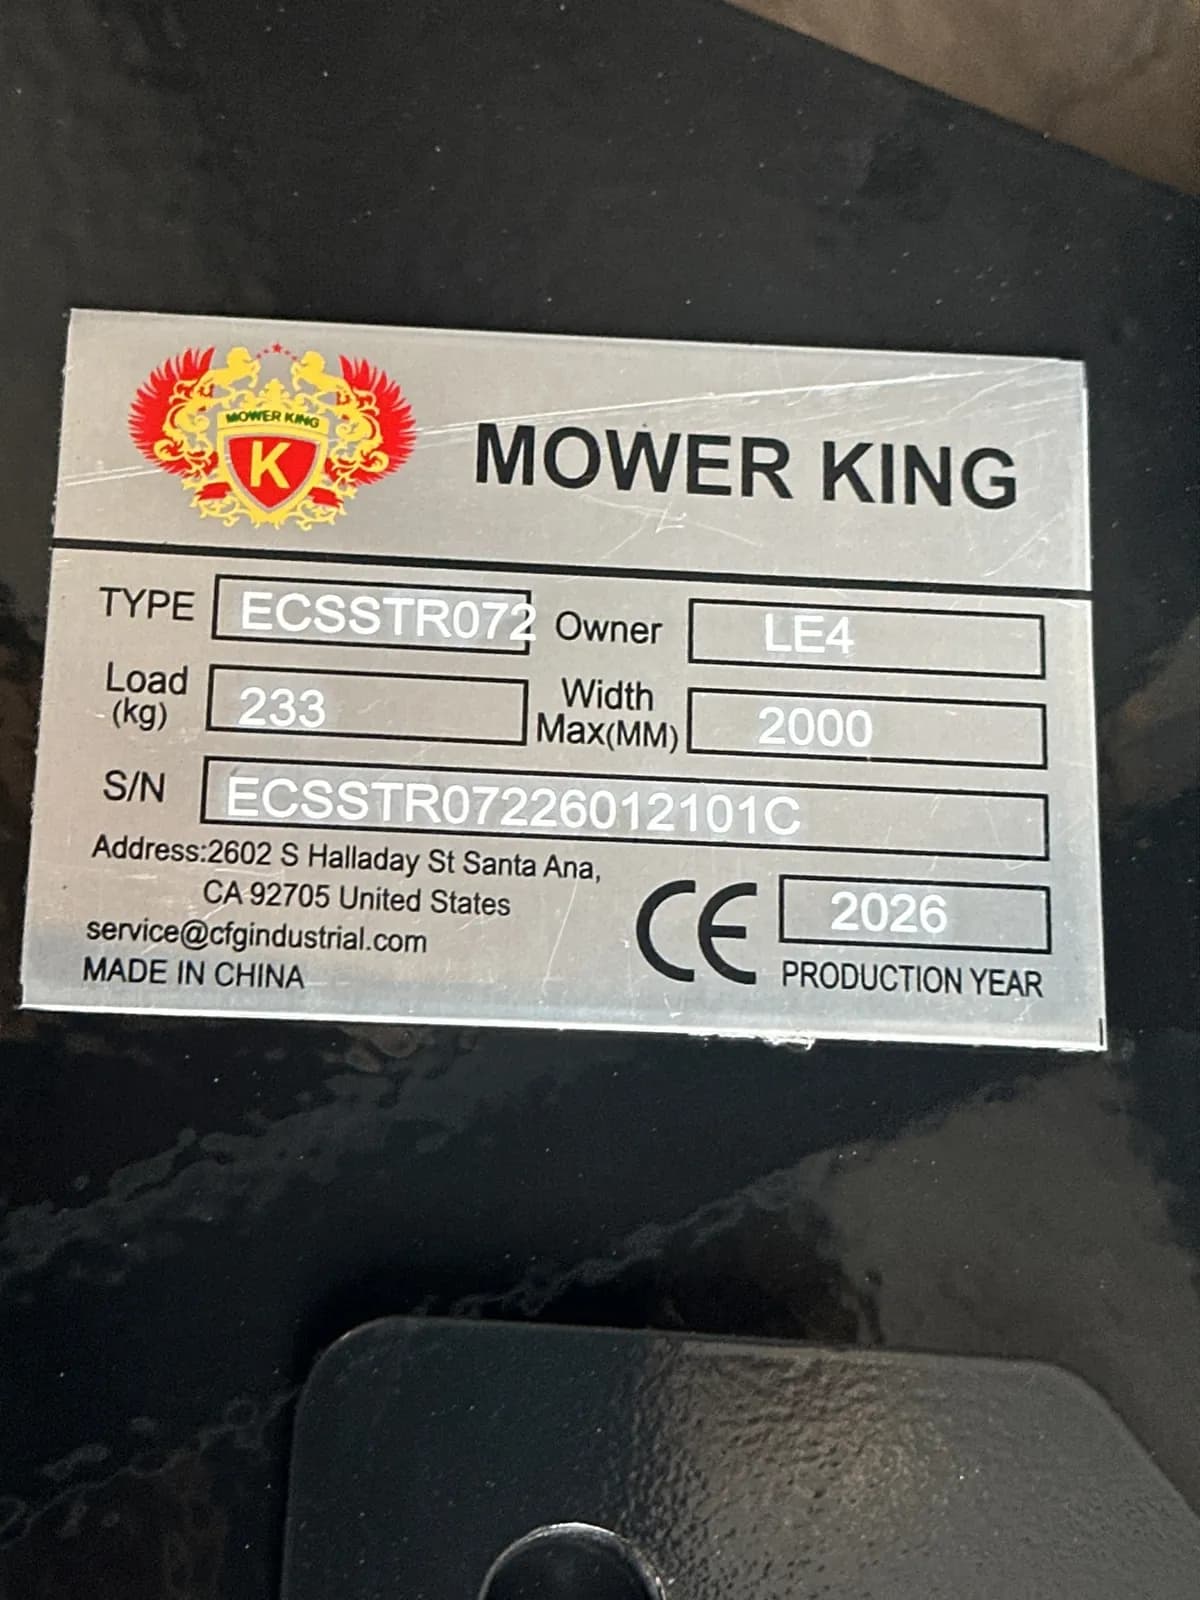 MOWER KING
K
MOWER KING
TYPE ECSSTR072 Owner LE4
Load (kg) 233 Width Max(MM) 2000
S/N ECSSTR07226012101C
Address:2602 S Halladay St Santa Ana,
CA 92705 United States
service@cfgindustrial.com
MADE IN CHINA
CE 2026
PRODUCTION YEAR